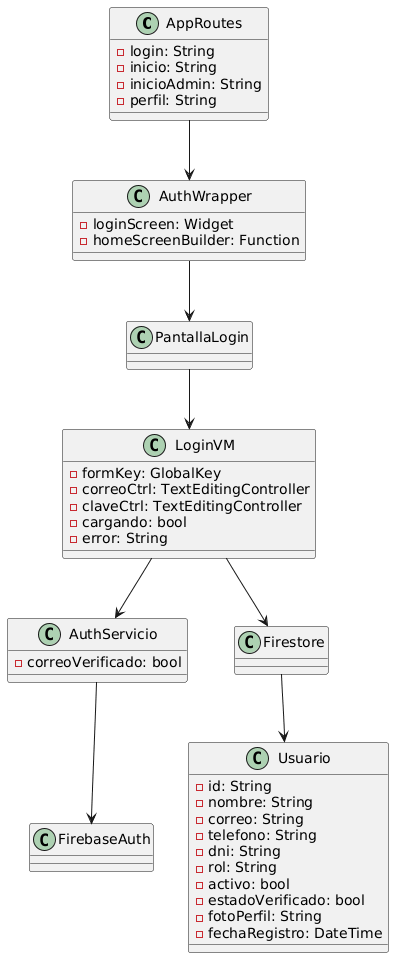 C AppRoutes
login: String
inicio: String
inicioAdmin: String
perfil: String
C AuthWrapper
loginScreen: Widget
homeScreenBuilder: Function
C PantallaLogin
C LoginVM
formKey: GlobalKey
correoCtrl: TextEditingController
claveCtrl: TextEditingController
cargando: bool
error: String
C AuthServicio
correoVerificado: bool
C Firestore
C FirebaseAuth
C Usuario
id: String
nombre: String
correo: String
telefono: String
dni: String
rol: String
activo: bool
estadoVerificado: bool
fotoPerfil: String
fechaRegistro: DateTime